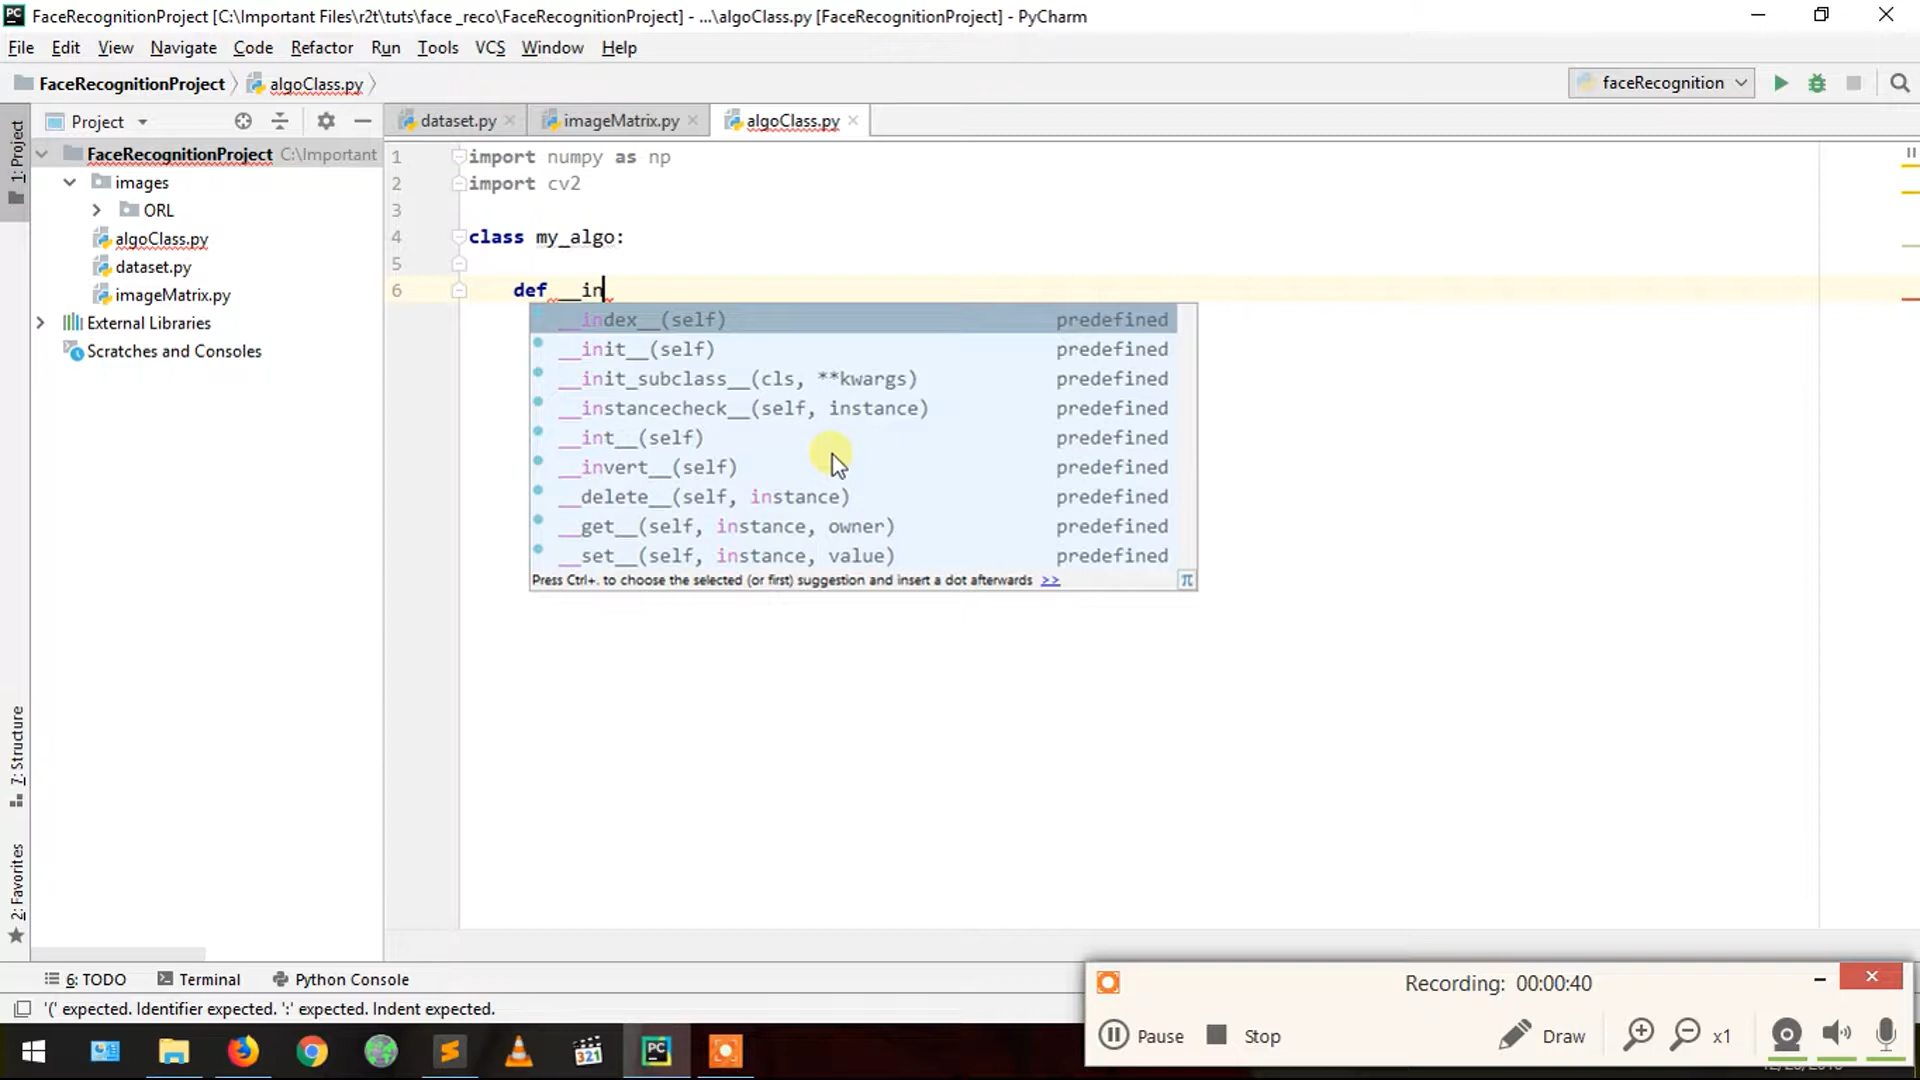 FaceRecognitionProject [C:\Important Files\r2t\tuts\face _reco\FaceRecognitionProject] - ...\algoClass.py [FaceRecognitionProject] - PyCharm
File Edit View Navigate Code Refactor Run Tools VCS Window Help
FaceRecognitionProject algoClass.py faceRecognition
Project dataset.py imageMatrix.py algoClass.py
1: Project
FaceRecognitionProject C:\Important
images
ORL
algoClass.py
dataset.py
imageMatrix.py
External Libraries
Scratches and Consoles
1 import numpy as np
2 import cv2
3
4 class my_algo:
5
6 def __in
__index__(self) predefined
__init__(self) predefined
__init_subclass__(cls, **kwargs) predefined
__instancecheck__(self, instance) predefined
__int__(self) predefined
__invert__(self) predefined
__delete__(self, instance) predefined
__get__(self, instance, owner) predefined
__set__(self, instance, value) predefined
Press Ctrl+. to choose the selected (or first) suggestion and insert a dot afterwards >> π
7: Structure
2: Favorites
6: TODO Terminal Python Console
'(' expected. Identifier expected. ':' expected. Indent expected.
Recording: 00:00:40
Pause Stop Draw x1
321 PC